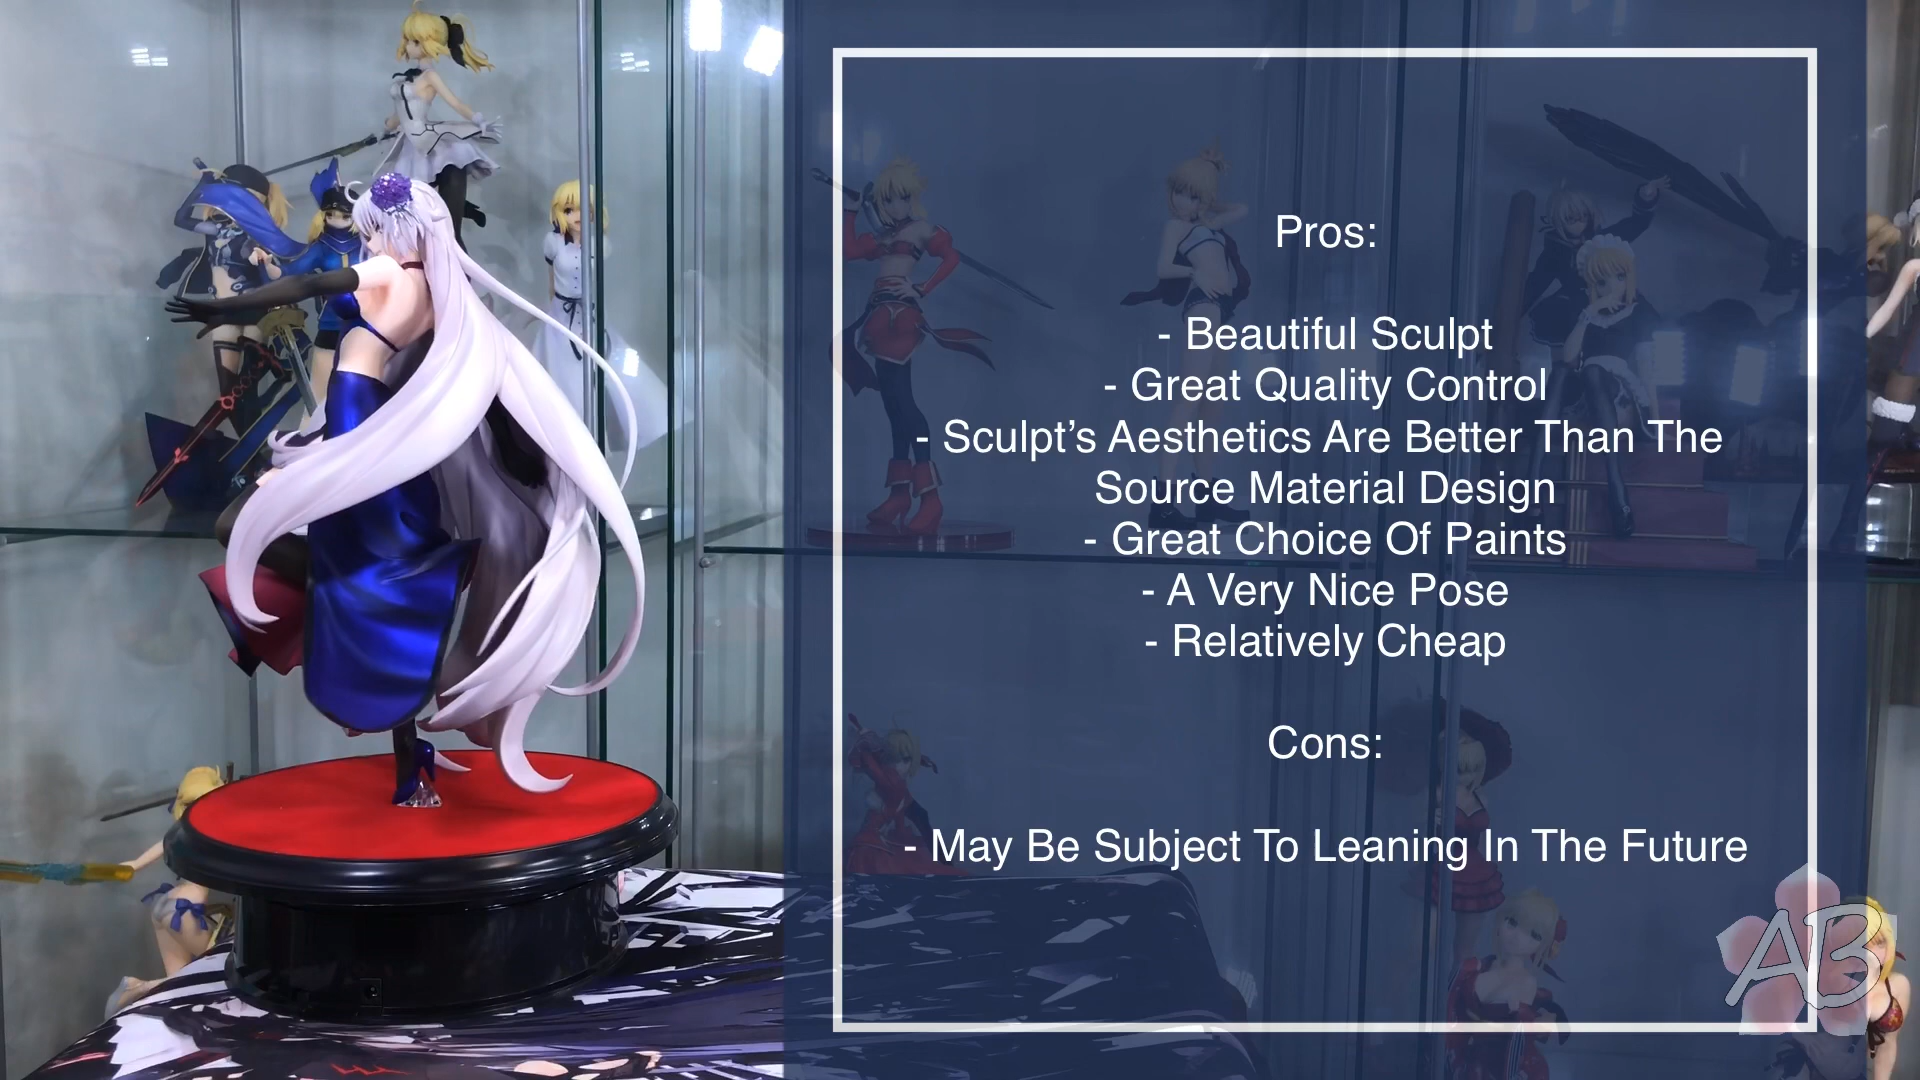 Pros:
- Beautiful Sculpt
- Great Quality Control
- Sculpt’s Aesthetics Are Better Than The
Source Material Design
- Great Choice Of Paints
- A Very Nice Pose
- Relatively Cheap
Cons:
- May Be Subject To Leaning In The Future
AB